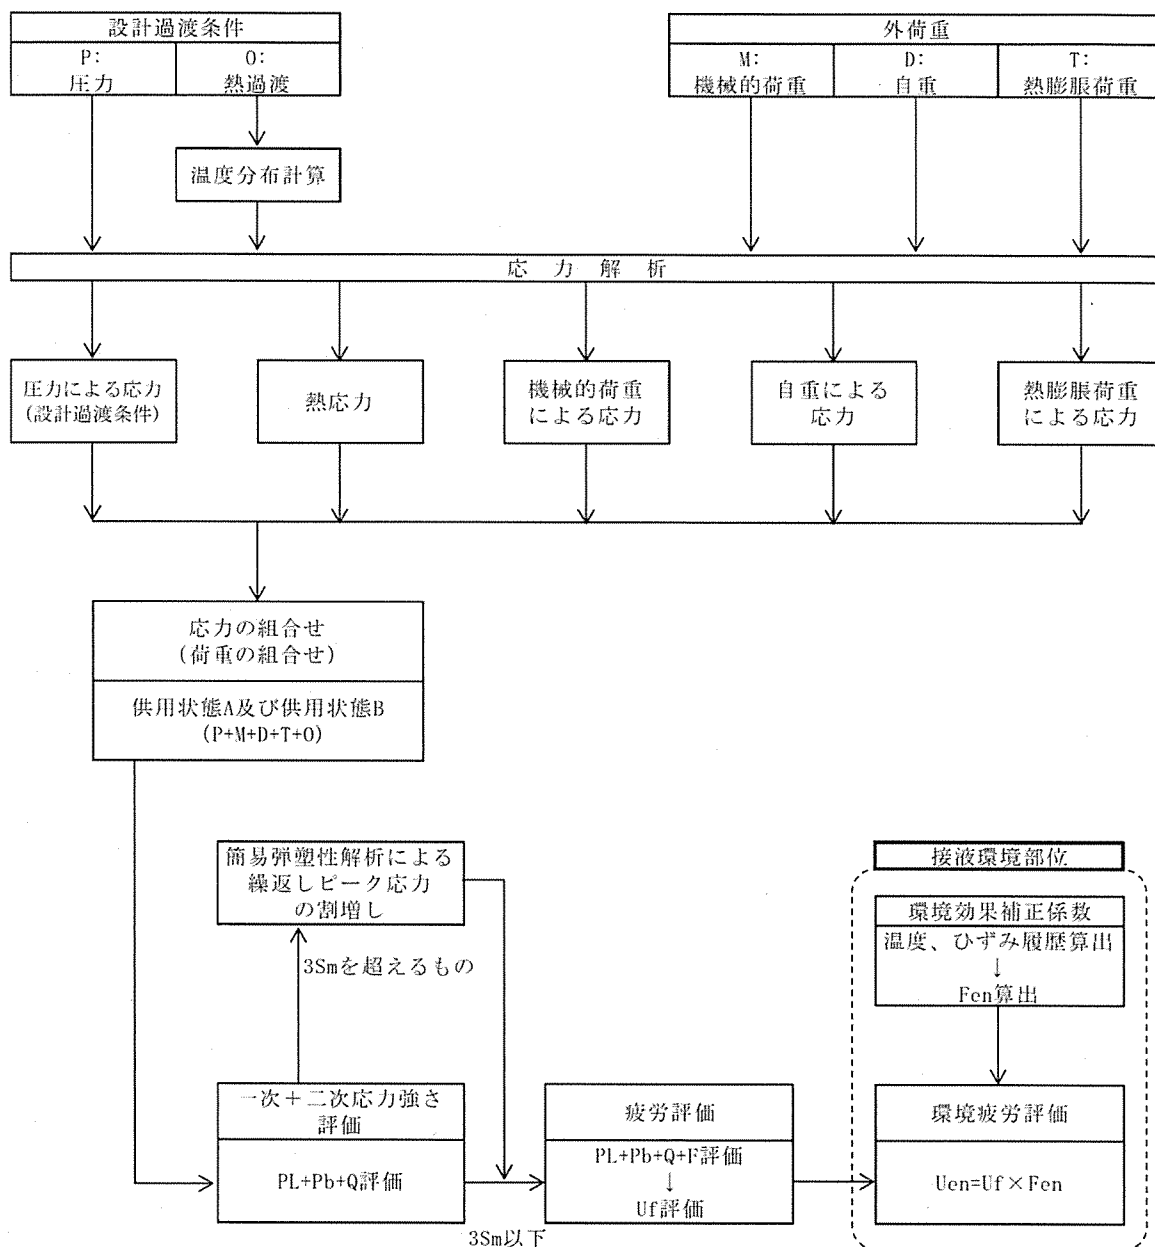 設計過渡条件
P:
圧力
O:
熱過渡
外荷重
M:
機械的荷重
D:
自重
T:
熱膨脹荷重
温度分布計算
応力解析
圧力による応力
(設計過渡条件)
熱応力
機械的荷重
による応力
自重による
応力
熱膨脹荷重
による応力
応力の組合せ
(荷重の組合せ)
供用状態A及び供用状態B
(P+M+D+T+O)
簡易弾塑性解析による
繰返しピーク応力
の割増し
3Smを超えるもの
一次＋二次応力強さ
評価
PL+Pb+Q評価
3Sm以下
疲労評価
PL+Pb+Q+F評価
↓
Uf評価
接液環境部位
環境効果補正係数
温度、ひずみ履歴算出
↓
Fen算出
環境疲労評価
Uen=Uf×Fen